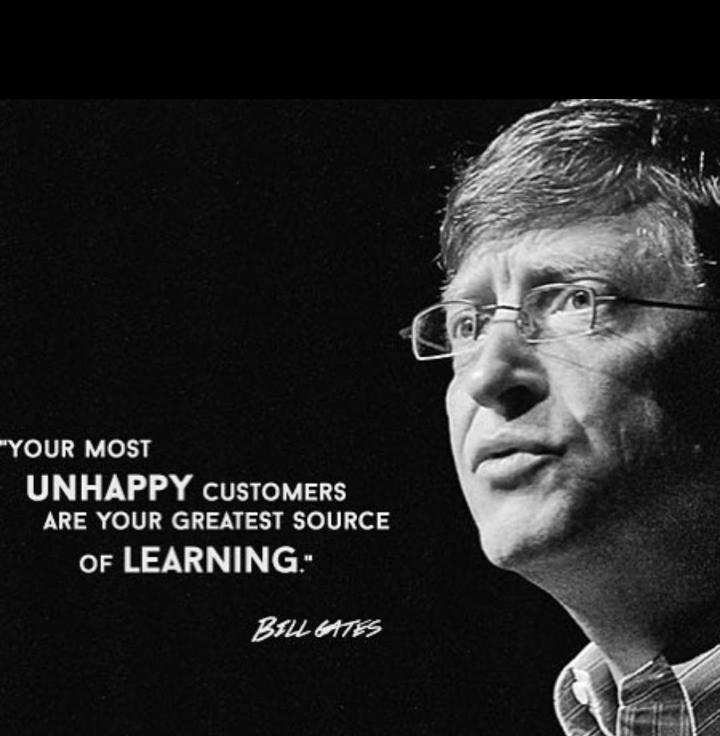 "YOUR MOST
UNHAPPY CUSTOMERS
ARE YOUR GREATEST SOURCE
OF LEARNING."
BILL GATES